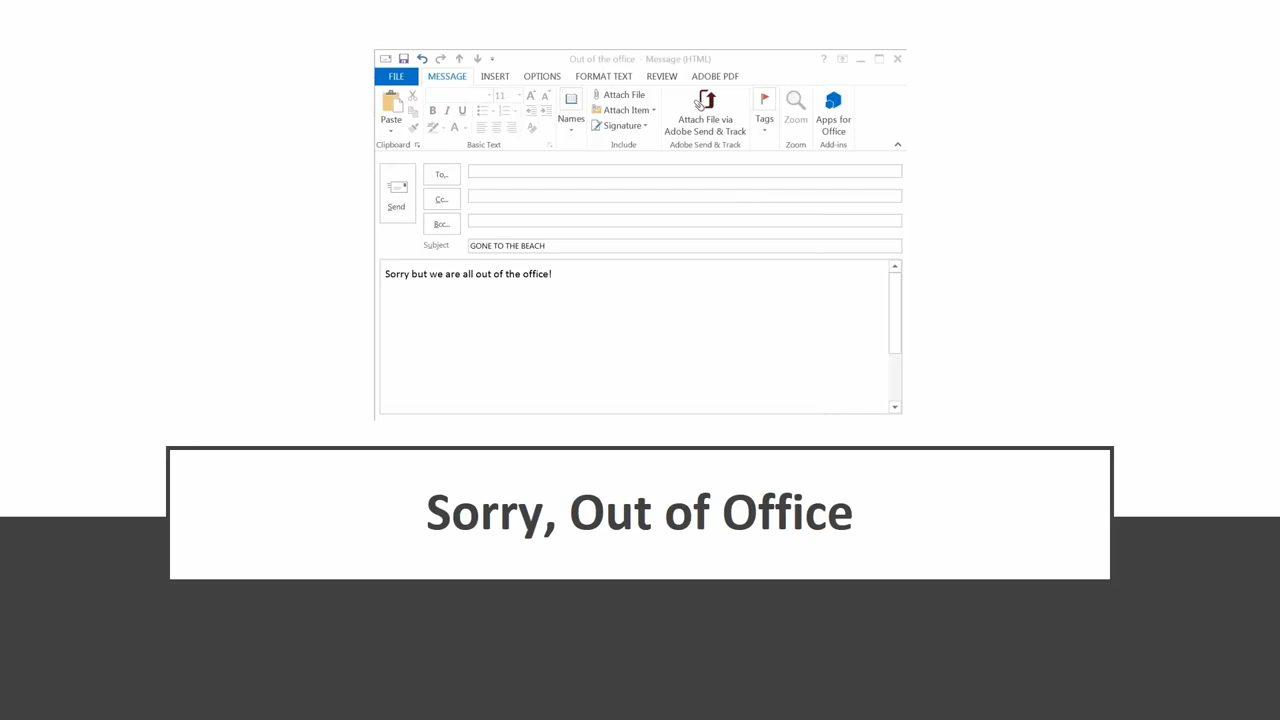 Out of the office - Message (HTML)
?
FILE MESSAGE INSERT OPTIONS FORMAT TEXT REVIEW ADOBE PDF
Paste
Clipboard
11 A A
B I U
A
Basic Text
Names
Attach File
Attach Item
Signature
Include
Attach File via
Adobe Send & Track
Adobe Send & Track
Tags
Zoom
Zoom
Apps for
Office
Add-ins
Send
To...
Cc...
Bcc...
Subject GONE TO THE BEACH
Sorry but we are all out of the office!
Sorry, Out of Office